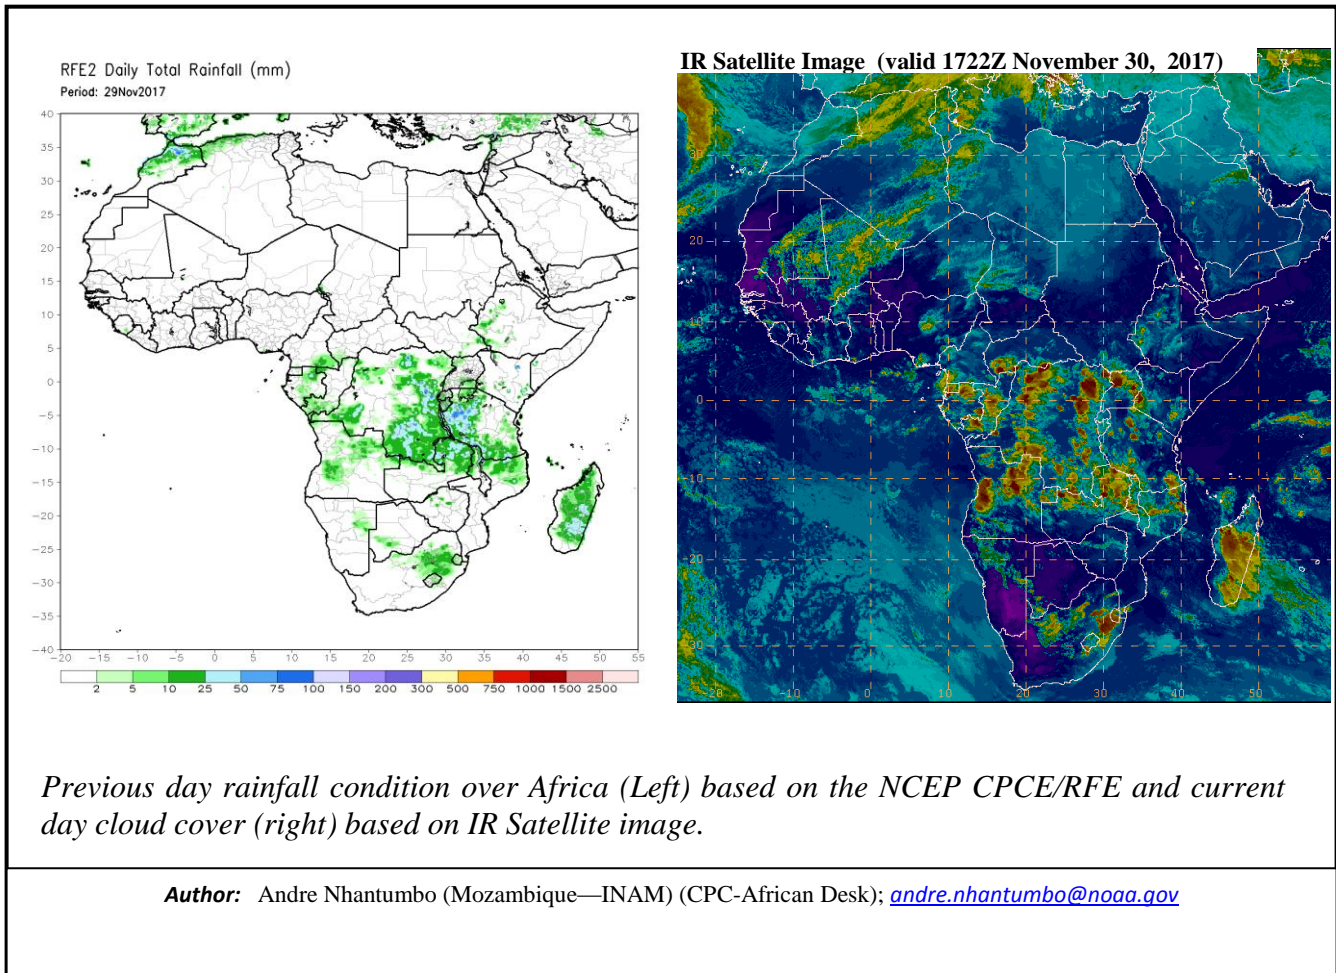 RFE2 Daily Total Rainfall (mm)
Period: 29Nov2017
40
35
30
25
20
15
10
5
0
−5
−10
−15
−20
−25
−30
−35
−40
−20 −15 −10 −5 0 5 10 15 20 25 30 35 40 45 50 55
2 5 10 25 50 75 100 150 200 300 500 750 1000 1500 2500
IR Satellite Image (valid 1722Z November 30, 2017)
20
10
0
-10
-20
-20 -10 0 10 20 30 40 50
Previous day rainfall condition over Africa (Left) based on the NCEP CPCE/RFE and current
day cloud cover (right) based on IR Satellite image.
Author: Andre Nhantumbo (Mozambique—INAM) (CPC-African Desk); andre.nhantumbo@noaa.gov